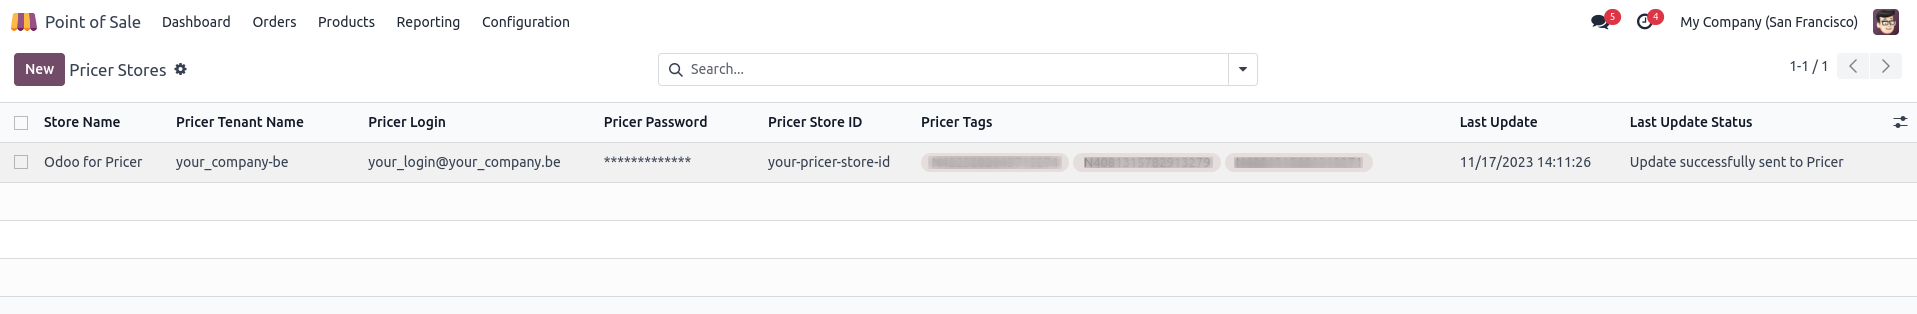 Point of Sale Dashboard Orders Products Reporting Configuration 5 4 My Company (San Francisco)
New Pricer Stores Search... 1-1 / 1
Store Name Pricer Tenant Name Pricer Login Pricer Password Pricer Store ID Pricer Tags Last Update Last Update Status
Odoo for Pricer your_company-be your_login@your_company.be ************* your-pricer-store-id 11/17/2023 14:11:26 Update successfully sent to Pricer